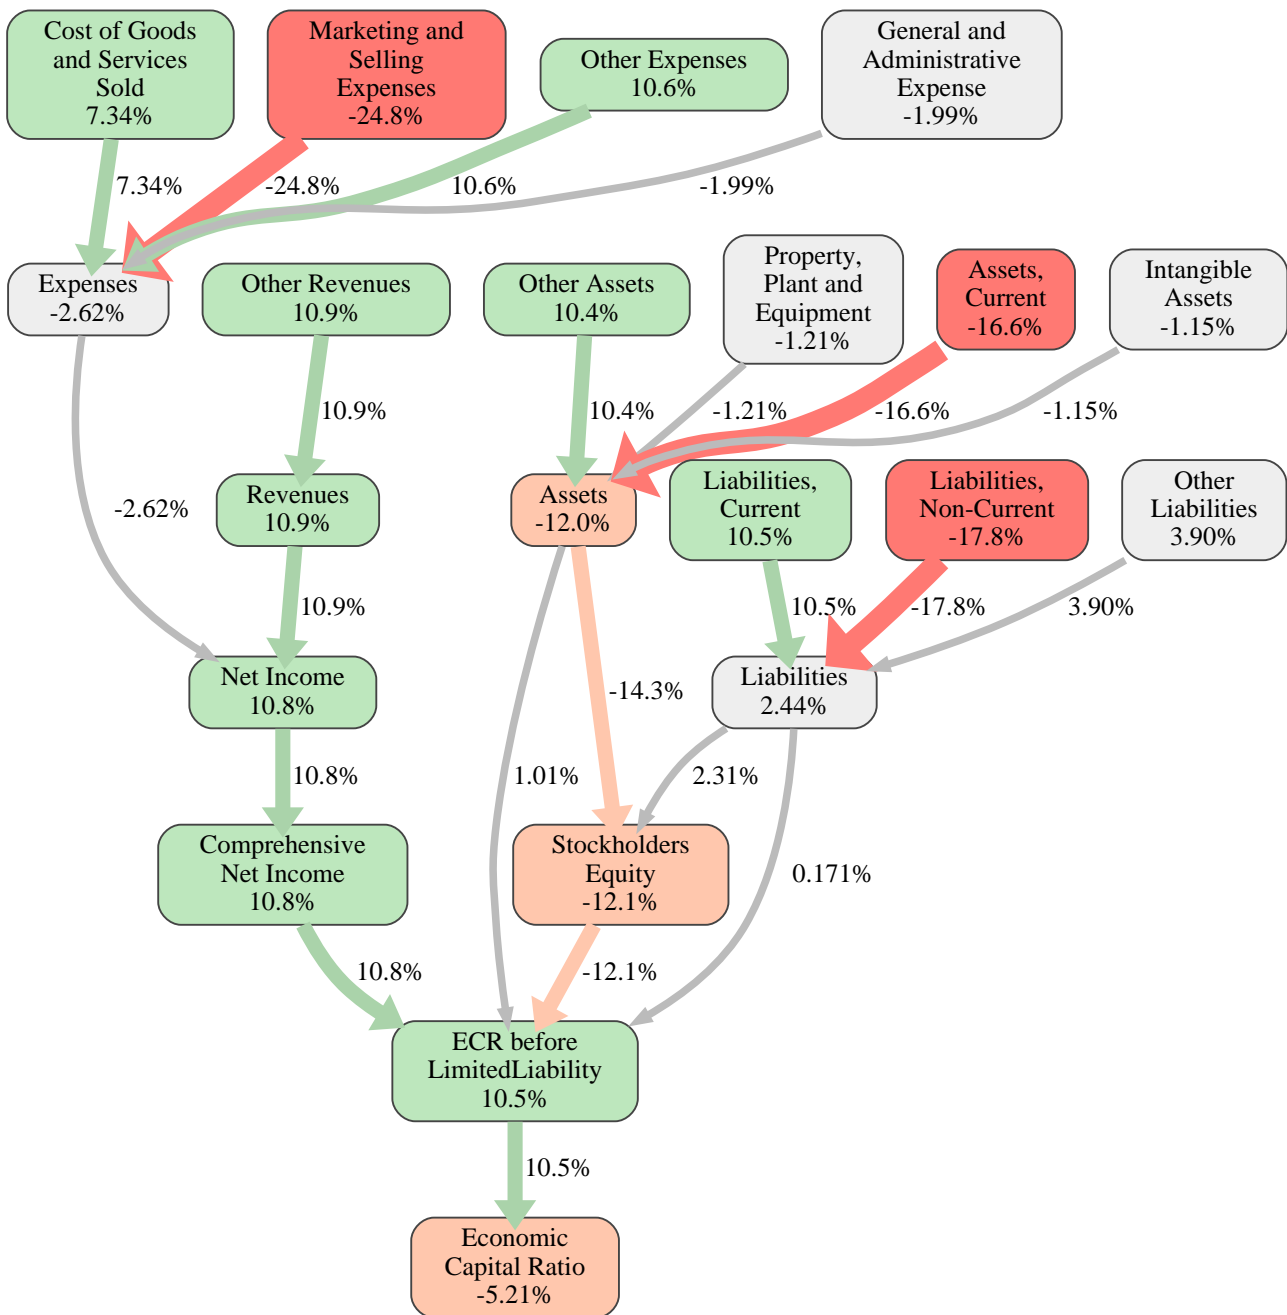 Cost of Goods
and Services
Sold
7.34%
Marketing and
Selling
Expenses
-24.8%
Other Expenses
10.6%
General and
Administrative
Expense
-1.99%
7.34%
-24.8%
10.6%
-1.99%
Expenses
-2.62%
Other Revenues
10.9%
Other Assets
10.4%
Property,
Plant and
Equipment
-1.21%
Assets,
Current
-16.6%
Intangible
Assets
-1.15%
10.9%
10.4%
-1.21%
-16.6%
-1.15%
-2.62%
Revenues
10.9%
Assets
-12.0%
Liabilities,
Current
10.5%
Liabilities,
Non-Current
-17.8%
Other
Liabilities
3.90%
10.9%
10.5%
-17.8%
3.90%
Net Income
10.8%
-14.3%
Liabilities
2.44%
10.8%
1.01%
2.31%
Comprehensive
Net Income
10.8%
Stockholders
Equity
-12.1%
0.171%
10.8%
-12.1%
ECR before
LimitedLiability
10.5%
10.5%
Economic
Capital Ratio
-5.21%